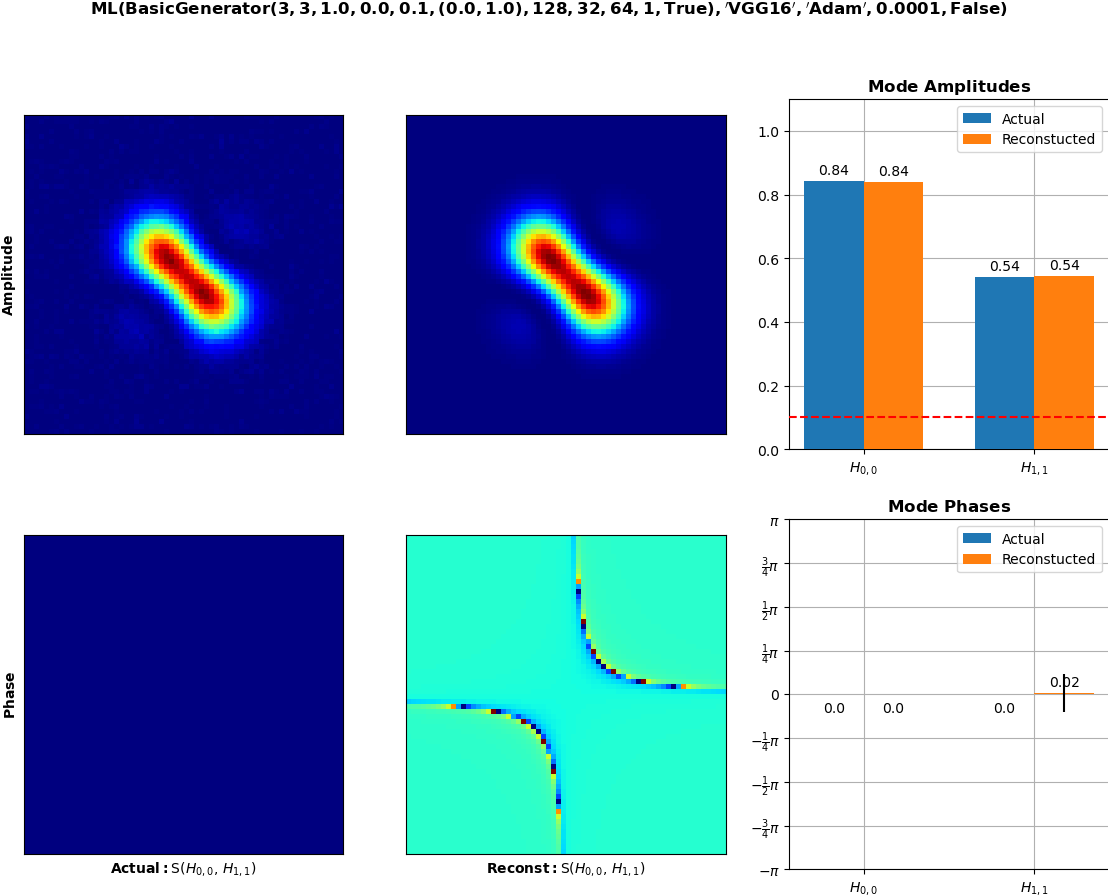 ML(BasicGenerator(3, 3, 1.0, 0.0, 0.1, (0.0, 1.0), 128, 32, 64, 1, True), ′VGG16′, ′Adam′, 0.0001, False)
Amplitude
Mode Amplitudes
Actual
Reconstucted
1.0
0.8
0.6
0.4
0.2
0.0
0.84
0.84
0.54
0.54
H0,0
H1,1
Phase
Actual: S(H0,0, H1,1)
Reconst: S(H0,0, H1,1)
Mode Phases
Actual
Reconstucted
π
3/4π
1/2π
1/4π
0
−1/4π
−1/2π
−3/4π
−π
0.0
0.0
0.0
0.02
H0,0
H1,1